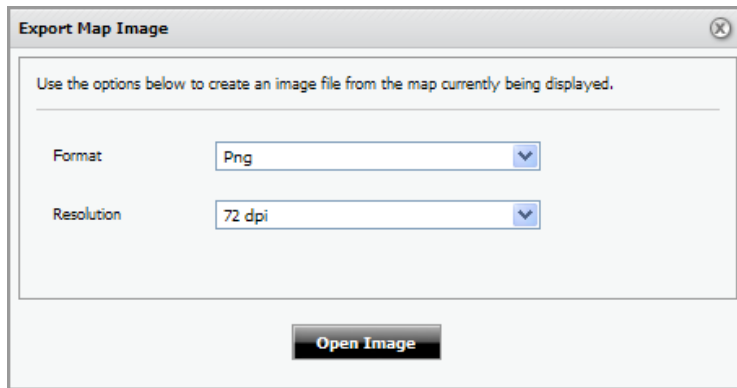 Export Map Image
Use the options below to create an image file from the map currently being displayed.
Format
Png
Resolution
72 dpi
Open Image